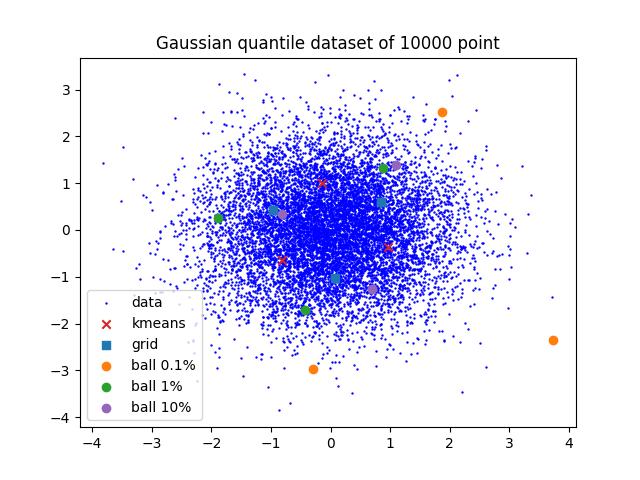 Gaussian quantile dataset of 10000 point
3
2
1
0
−1
−2
−3
−4
data
kmeans
grid
ball 0.1%
ball 1%
ball 10%
−4 −3 −2 −1 0 1 2 3 4